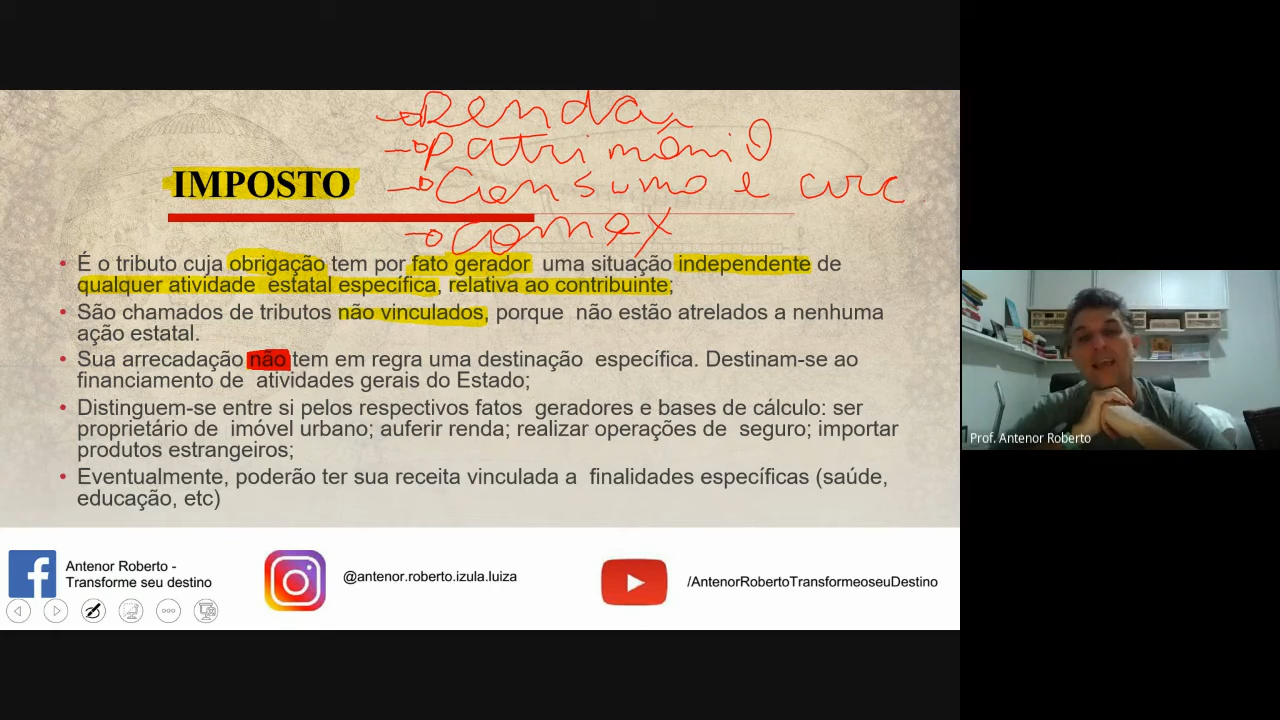 → Renda
→ Patrimônio
IMPOSTO
→ Consumo e circ
→ Comex
• É o tributo cuja obrigação tem por fato gerador uma situação independente de
qualquer atividade estatal específica, relativa ao contribuinte;
• São chamados de tributos não vinculados, porque não estão atrelados a nenhuma
ação estatal.
• Sua arrecadação não tem em regra uma destinação específica. Destinam-se ao
financiamento de atividades gerais do Estado;
• Distinguem-se entre si pelos respectivos fatos geradores e bases de cálculo: ser
proprietário de imóvel urbano; auferir renda; realizar operações de seguro; importar
produtos estrangeiros;
• Eventualmente, poderão ter sua receita vinculada a finalidades específicas (saúde,
educação, etc)
Antenor Roberto -
Transforme seu destino
@antenor.roberto.izula.luiza
/AntenorRobertoTransformeoseuDestino
Prof. Antenor Roberto